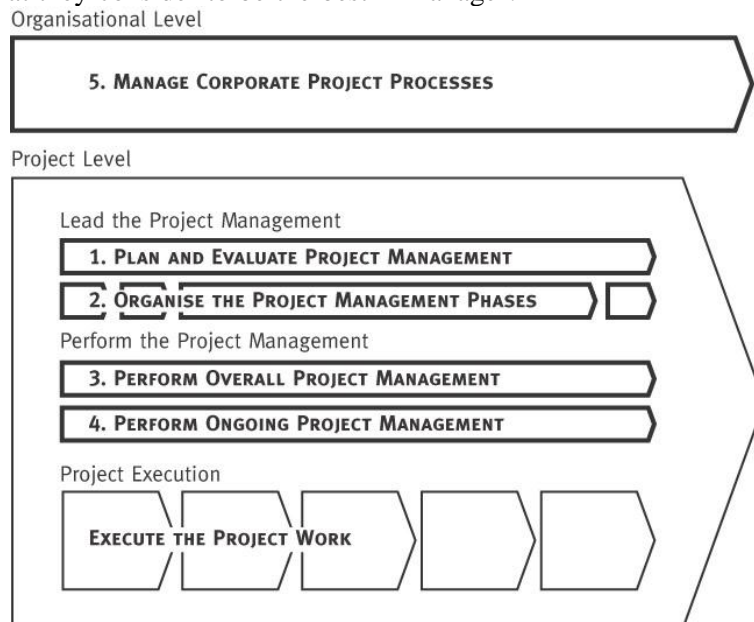 Organisational Level
5. MANAGE CORPORATE PROJECT PROCESSES
Project Level
Lead the Project Management
1. PLAN AND EVALUATE PROJECT MANAGEMENT
2. ORGANISE THE PROJECT MANAGEMENT PHASES
Perform the Project Management
3. PERFORM OVERALL PROJECT MANAGEMENT
4. PERFORM ONGOING PROJECT MANAGEMENT
Project Execution
EXECUTE THE PROJECT WORK